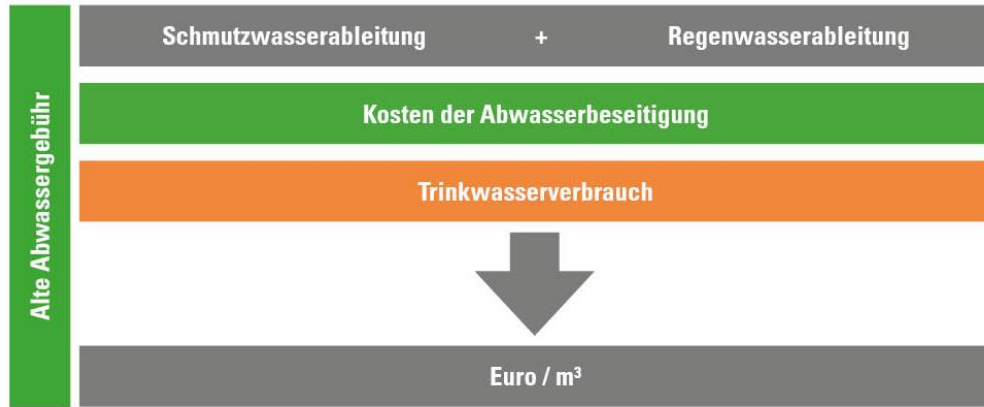 Alte Abwassergebühr
Schmutzwasserableitung + Regenwasserableitung
Kosten der Abwasserbeseitigung
Trinkwasserverbrauch
Euro / m³